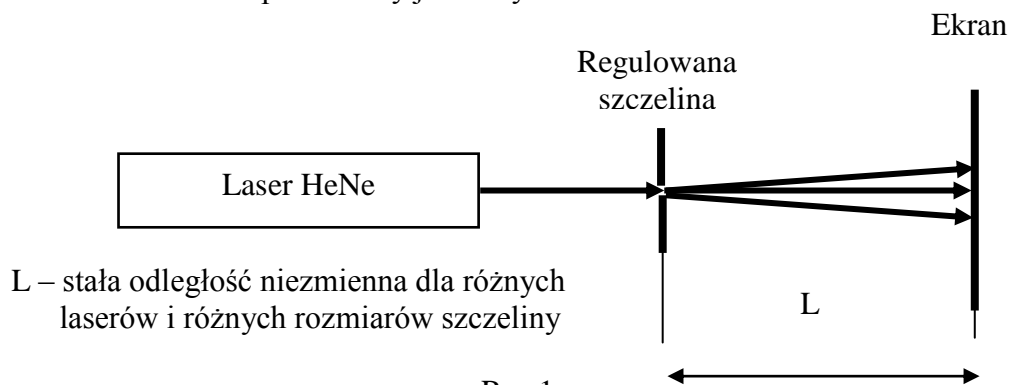 Ekran
Regulowana
szczelina
Laser HeNe
L – stała odległość niezmienna dla różnych
laserów i różnych rozmiarów szczeliny
L